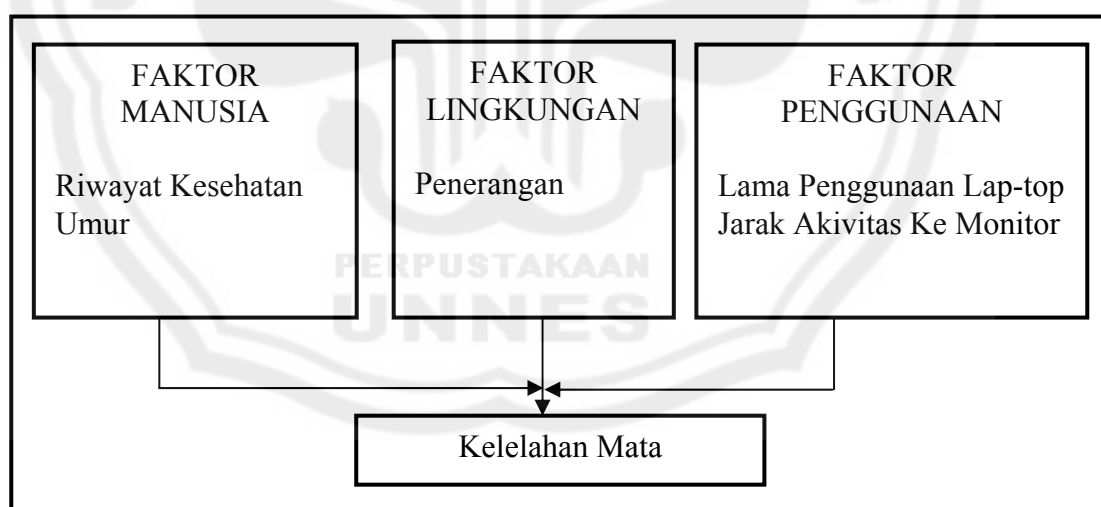 FAKTOR
MANUSIA
Riwayat Kesehatan
Umur
FAKTOR
LINGKUNGAN
Penerangan
FAKTOR
PENGGUNAAN
Lama Penggunaan Lap-top
Jarak Akivitas Ke Monitor
PERPUSTAKAAN
UNNES
Kelelahan Mata